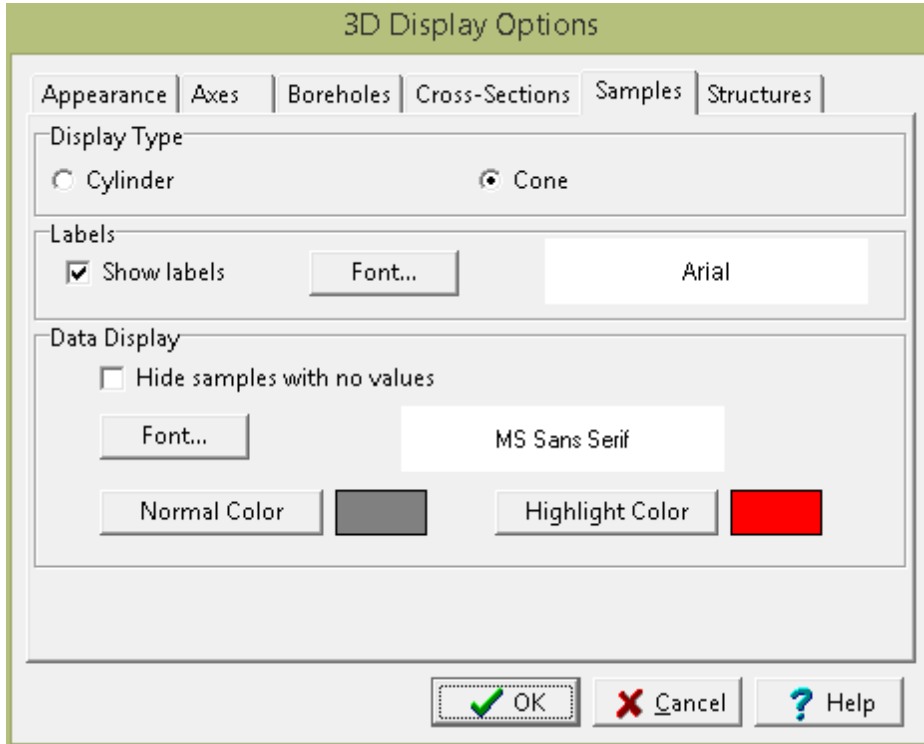 3D Display Options
Appearance Axes Boreholes Cross-Sections Samples Structures
Display Type
Cylinder Cone
Labels
Show labels Font... Arial
Data Display
Hide samples with no values
Font... MS Sans Serif
Normal Color Highlight Color
OK Cancel Help